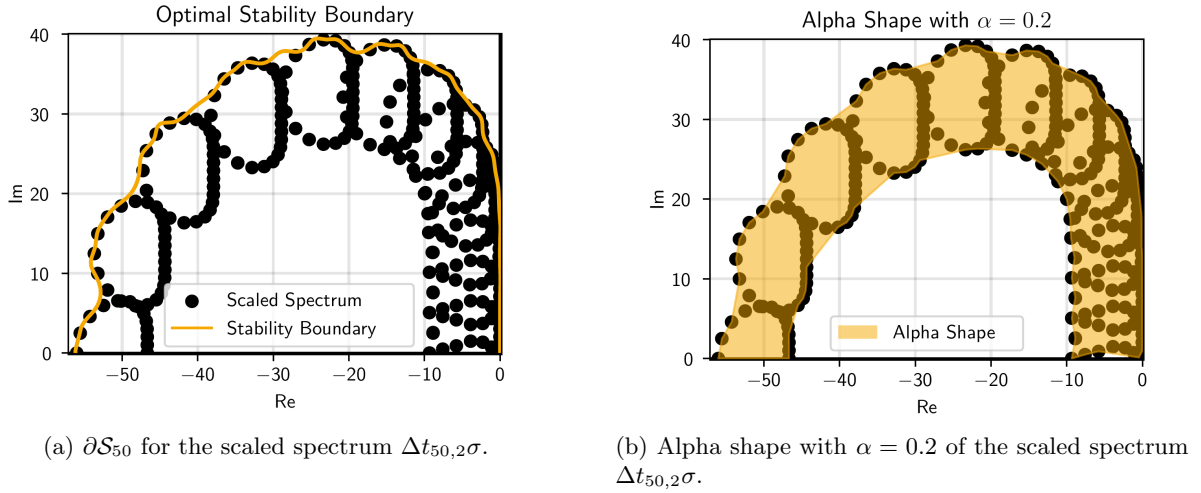 Optimal Stability Boundary
40
30
20
10
0
Im
−50
−40
−30
−20
−10
0
Re
Scaled Spectrum
Stability Boundary
(a) ∂𝒮₅₀ for the scaled spectrum Δt₅₀,₂σ.
Alpha Shape with α = 0.2
40
30
20
10
0
Im
−50
−40
−30
−20
−10
0
Re
Alpha Shape
(b) Alpha shape with α = 0.2 of the scaled spectrum
Δt₅₀,₂σ.